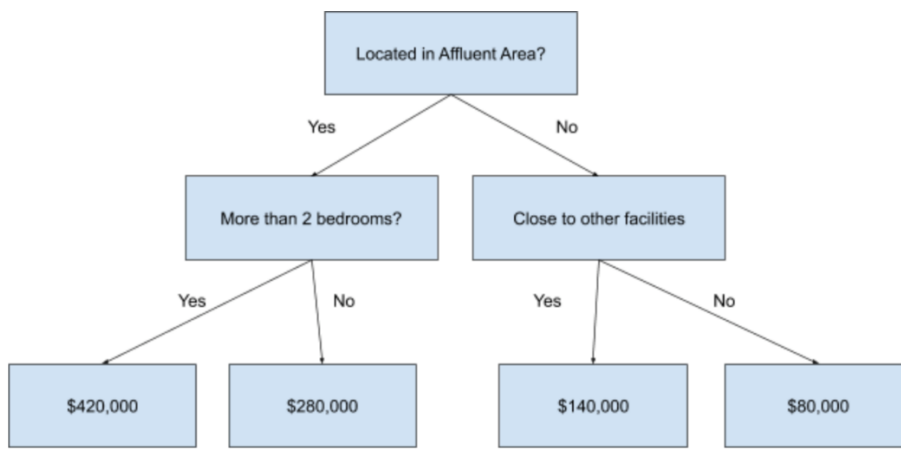 Located in Affluent Area?
Yes
No
More than 2 bedrooms?
Close to other facilities
Yes
No
Yes
No
$420,000
$280,000
$140,000
$80,000